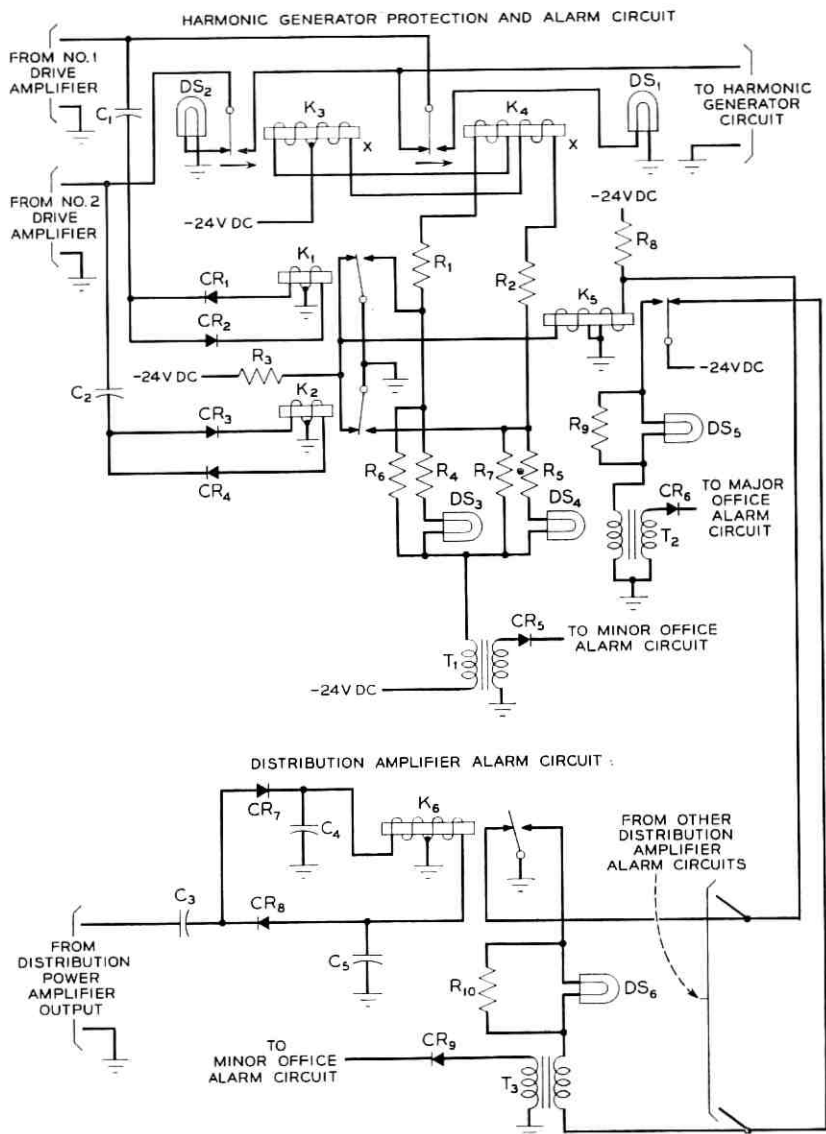 HARMONIC GENERATOR PROTECTION AND ALARM CIRCUIT
FROM NO.1
DRIVE
AMPLIFIER
C1
DS2
K3
X
K4
X
DS1
TO HARMONIC
GENERATOR
CIRCUIT
FROM NO.2
DRIVE
AMPLIFIER
-24V DC
-24V DC
R8
K1
R1
R2
CR1
CR2
K5
R3
-24V DC
-24V DC
C2
K2
CR3
CR4
R9
DS5
R6
R4
R7
R5
DS3
DS4
TO MAJOR
OFFICE
ALARM
CIRCUIT
CR6
T2
CR5
TO MINOR OFFICE
ALARM CIRCUIT
T1
-24V DC
DISTRIBUTION AMPLIFIER ALARM CIRCUIT
CR7
C4
K6
FROM OTHER
DISTRIBUTION
AMPLIFIER
ALARM CIRCUITS
C3
CR8
C5
FROM
DISTRIBUTION
POWER
AMPLIFIER
OUTPUT
R10
DS6
TO
MINOR OFFICE
ALARM CIRCUIT
CR9
T3